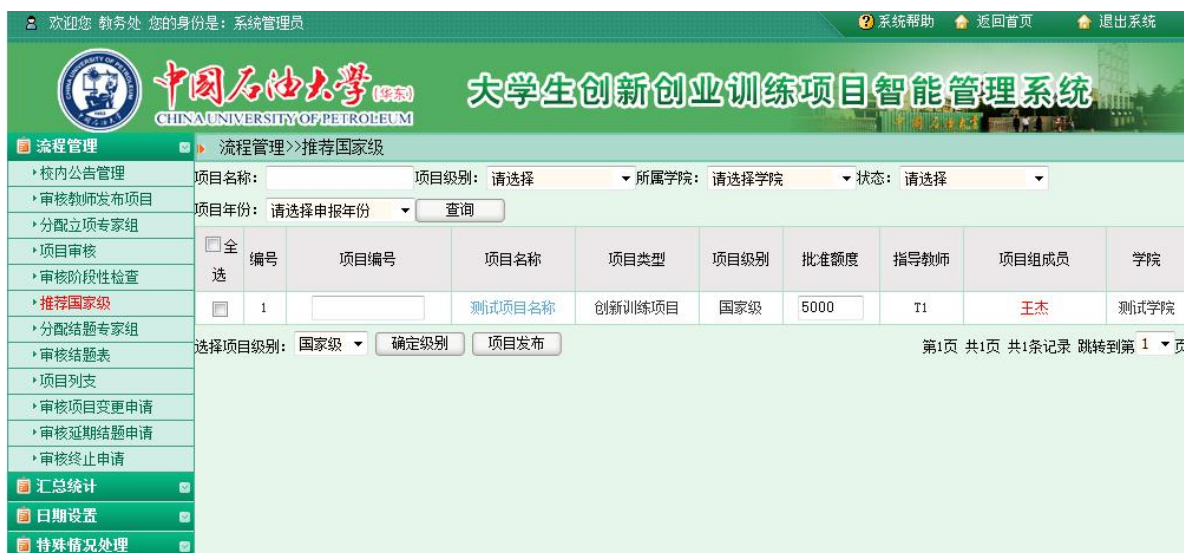 欢迎您 教务处 您的身份是：系统管理员 系统帮助 返回首页 退出系统
中国石油大学(华东) 大学生创新创业训练项目智能管理系统
CHINA UNIVERSITY OF PETROLEUM
流程管理
校内公告管理
审核教师发布项目
分配立项专家组
项目审核
审核阶段性检查
推荐国家级
分配结题专家组
审核结题表
项目列支
审核项目变更申请
审核延期结题申请
审核终止申请
汇总统计
日期设置
特殊情况处理
流程管理>>推荐国家级
项目名称： 项目级别： 请选择 所属学院： 请选择学院 状态： 请选择
项目年份： 请选择申报年份 查询
全选 编号 项目编号 项目名称 项目类型 项目级别 批准额度 指导教师 项目组成员 学院
1 测试项目名称 创新训练项目 国家级 5000 T1 王杰 测试学院
选择项目级别： 国家级 确定级别 项目发布 第1页 共1页 共1条记录 跳转到第 1 页